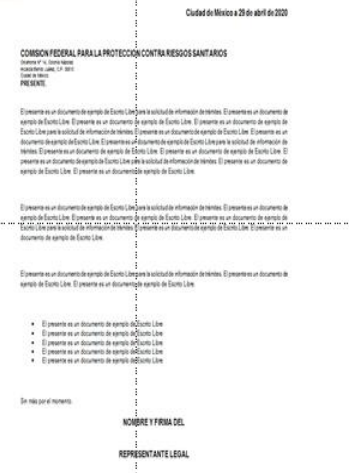 Ciudad de México a 29 de abril de 2020
COMISION FEDERAL PARA LA PROTECCIÓN CONTRA RIESGOS SANITARIOS
Oklahoma N° 14, Colonia Nápoles
Alcaldía Benito Juárez, C.P. 03810
Ciudad de México
PRESENTE.
El presente es un documento de ejemplo de Escrito Libre para la solicitud de información de trámites. El presente es un documento de
ejemplo de Escrito Libre. El presente es un documento de ejemplo de Escrito Libre. El presente es un documento de ejemplo de
Escrito Libre para la solicitud de información de trámites. El presente es un documento de ejemplo de Escrito Libre. El presente es un
documento de ejemplo de Escrito Libre. El presente es un documento de ejemplo de Escrito Libre para la solicitud de información de
trámites. El presente es un documento de ejemplo de Escrito Libre. El presente es un documento de ejemplo de Escrito Libre. El
presente es un documento de ejemplo de Escrito Libre para la solicitud de información de trámites. El presente es un documento de
ejemplo de Escrito Libre. El presente es un documento de ejemplo de Escrito Libre.
El presente es un documento de ejemplo de Escrito Libre para la solicitud de información de trámites. El presente es un documento de
ejemplo de Escrito Libre. El presente es un documento de ejemplo de Escrito Libre. El presente es un documento de ejemplo de
Escrito Libre para la solicitud de información de trámites. El presente es un documento de ejemplo de Escrito Libre. El presente es un
documento de ejemplo de Escrito Libre.
El presente es un documento de ejemplo de Escrito Libre para la solicitud de información de trámites. El presente es un documento de
ejemplo de Escrito Libre. El presente es un documento de ejemplo de Escrito Libre.
• El presente es un documento de ejemplo de Escrito Libre
• El presente es un documento de ejemplo de Escrito Libre
• El presente es un documento de ejemplo de Escrito Libre
• El presente es un documento de ejemplo de Escrito Libre
• El presente es un documento de ejemplo de Escrito Libre
Sin más por el momento.
NOMBRE Y FIRMA DEL
REPRESENTANTE LEGAL